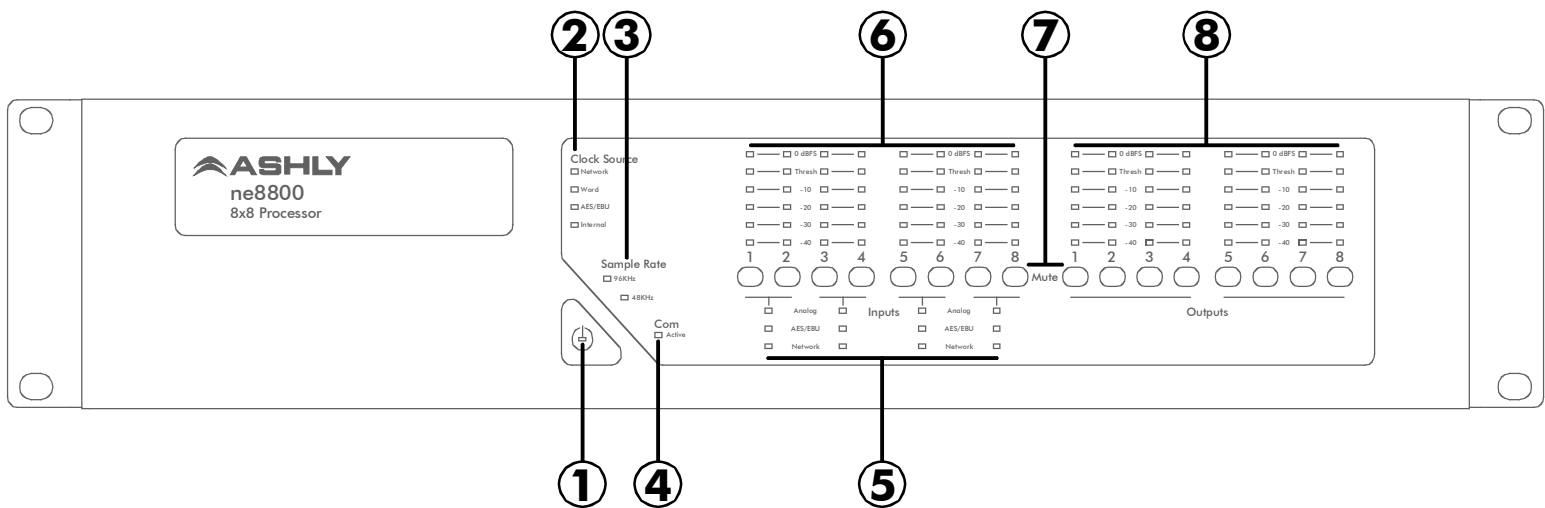 2 3 6 7 8
ASHLY
ne8800
8x8 Processor
Clock Source
Network
Word
AES/EBU
Internal
Sample Rate
96KHz
48KHz
Com
Active
0 dBFS 0 dBFS 0 dBFS 0 dBFS
Thresh Thresh Thresh Thresh
-10 -10 -10 -10
-20 -20 -20 -20
-30 -30 -30 -30
-40 -40 -40 -40
1 2 3 4 5 6 7 8 1 2 3 4 5 6 7 8
Mute
Analog Inputs Analog Outputs
AES/EBU AES/EBU
Network Network
1 4 5